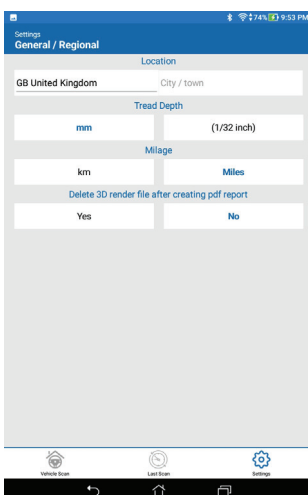 74% 9:53 PM
Settings
General / Regional
Location
GB United Kingdom City / town
Tread Depth
mm (1/32 inch)
Milage
km Miles
Delete 3D render file after creating pdf report
Yes No
Vehicle Scan Last Scan Settings